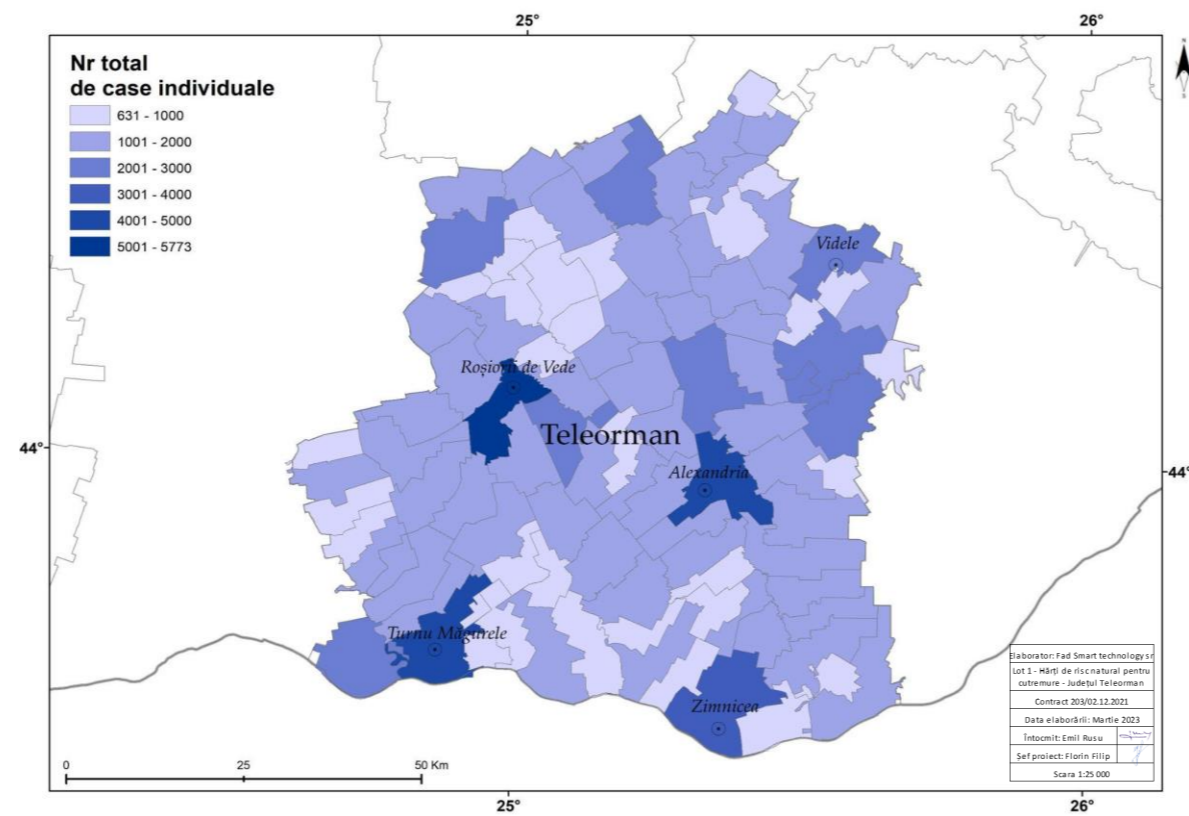 25°
26°
N
Nr total
de case individuale
631 - 1000
1001 - 2000
2001 - 3000
3001 - 4000
4001 - 5000
5001 - 5773
Videle
Roșiorii de Vede
44°
Teleorman
44°
Alexandria
Turnu Măgurele
Zimnicea
Elaborator: Fad Smart technology sr
Lot 1 - Hărți de risc natural pentru
cutremure - Județul Teleorman
Contract 203/02.12.2021
Data elaborării: Martie 2023
Întocmit: Emil Rusu
Șef proiect: Florin Filip
Scara 1:25 000
0 25 50 Km
25°
26°